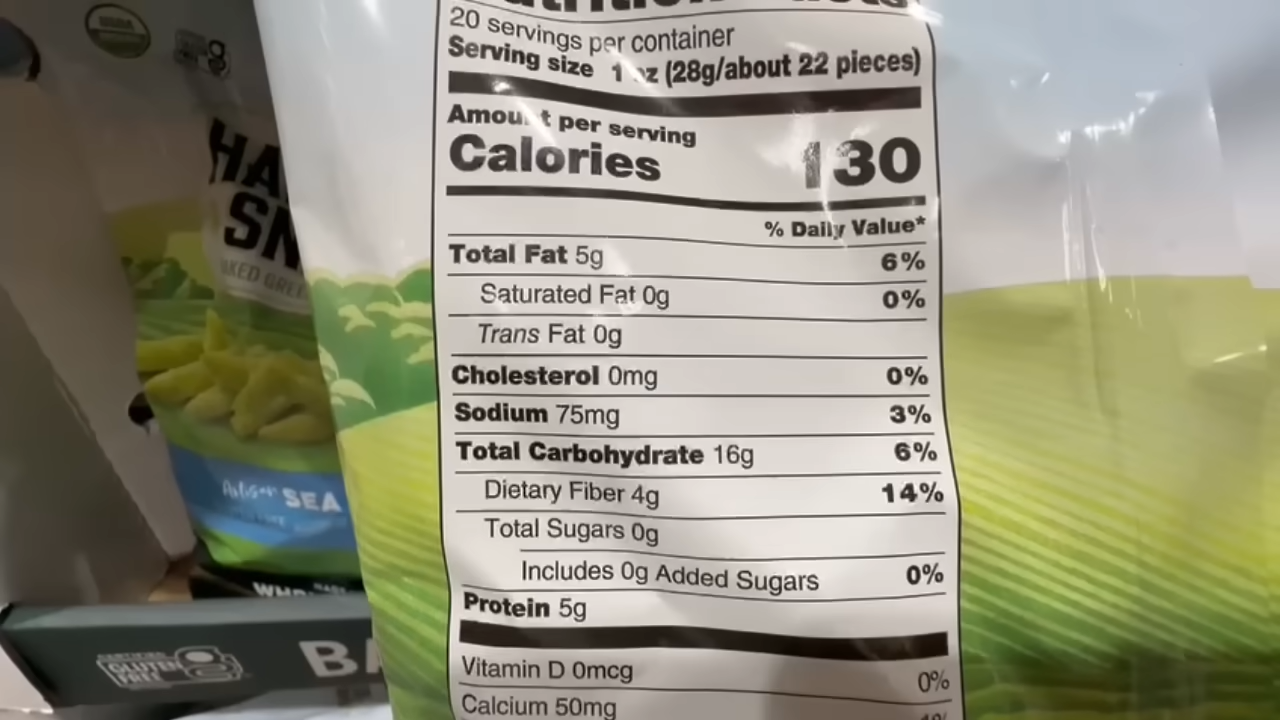 20 servings per container
Serving size 1 oz (28g/about 22 pieces)
Amount per serving
Calories 130
% Daily Value*
Total Fat 5g 6%
Saturated Fat 0g 0%
Trans Fat 0g
Cholesterol 0mg 0%
Sodium 75mg 3%
Total Carbohydrate 16g 6%
Dietary Fiber 4g 14%
Total Sugars 0g
Includes 0g Added Sugars 0%
Protein 5g
Vitamin D 0mcg 0%
Calcium 50mg
USDA
HA
SN
SEA
CERTIFIED
GLUTEN
FREE
BA